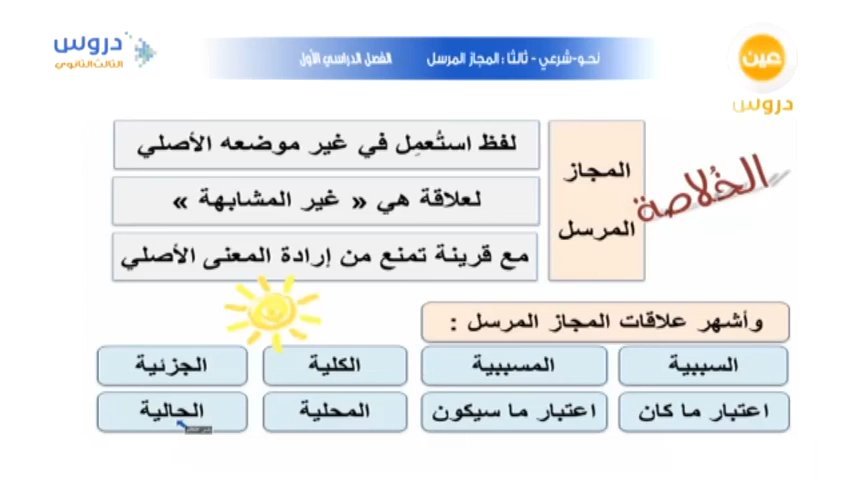 دروس
الثالث الثانوي
نحو-شرعي - ثالثا : المجاز المرسل
الفصل الدراسي الأول
عين
دروس
الخُلاصة
المجاز
المرسل
لفظ استُعمِل في غير موضعه الأصلي
لعلاقة هي « غير المشابهة »
مع قرينة تمنع من إرادة المعنى الأصلي
وأشهر علاقات المجاز المرسل :
السببية
المسببية
الكلية
الجزئية
اعتبار ما كان
اعتبار ما سيكون
المحلية
الحالية